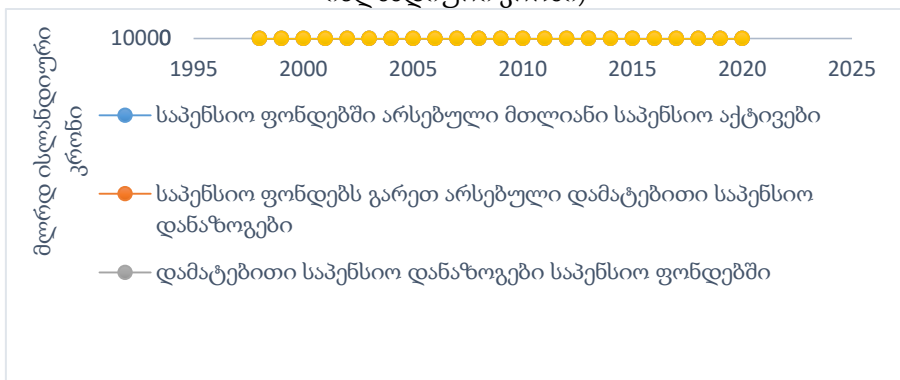 10000
1995 2000 2005 2010 2015 2020 2025
მლრდ ისლანდიური
კრონი
საპენსიო ფონდებში არსებული მთლიანი საპენსიო აქტივები
საპენსიო ფონდებს გარეთ არსებული დამატებითი საპენსიო
დანაზოგები
დამატებითი საპენსიო დანაზოგები საპენსიო ფონდებში